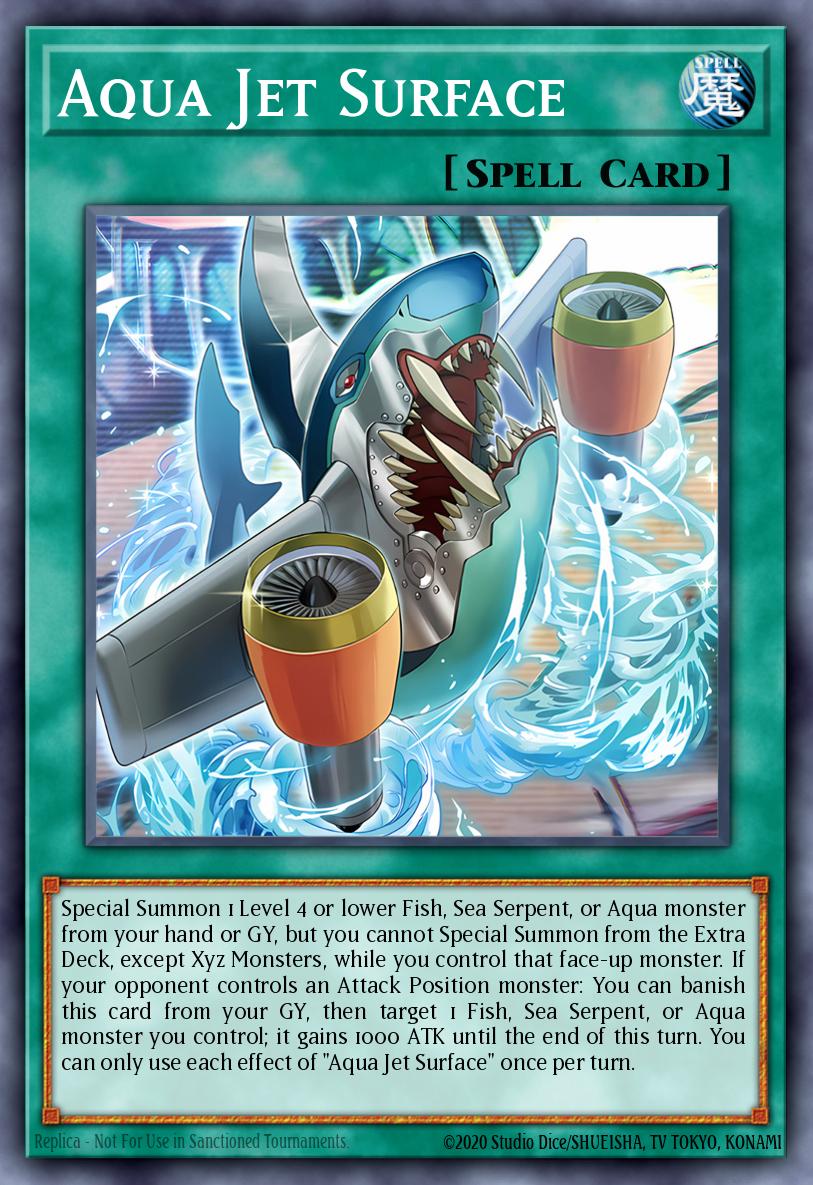 Aqua Jet Surface
SPELL
魔
[ Spell Card ]
Special Summon 1 Level 4 or lower Fish, Sea Serpent, or Aqua monster
from your hand or GY, but you cannot Special Summon from the Extra
Deck, except Xyz Monsters, while you control that face-up monster. If
your opponent controls an Attack Position monster: You can banish
this card from your GY, then target 1 Fish, Sea Serpent, or Aqua
monster you control; it gains 1000 ATK until the end of this turn. You
can only use each effect of "Aqua Jet Surface" once per turn.
Replica - Not For Use in Sanctioned Tournaments.
©2020 Studio Dice/SHUEISHA, TV TOKYO, KONAMI